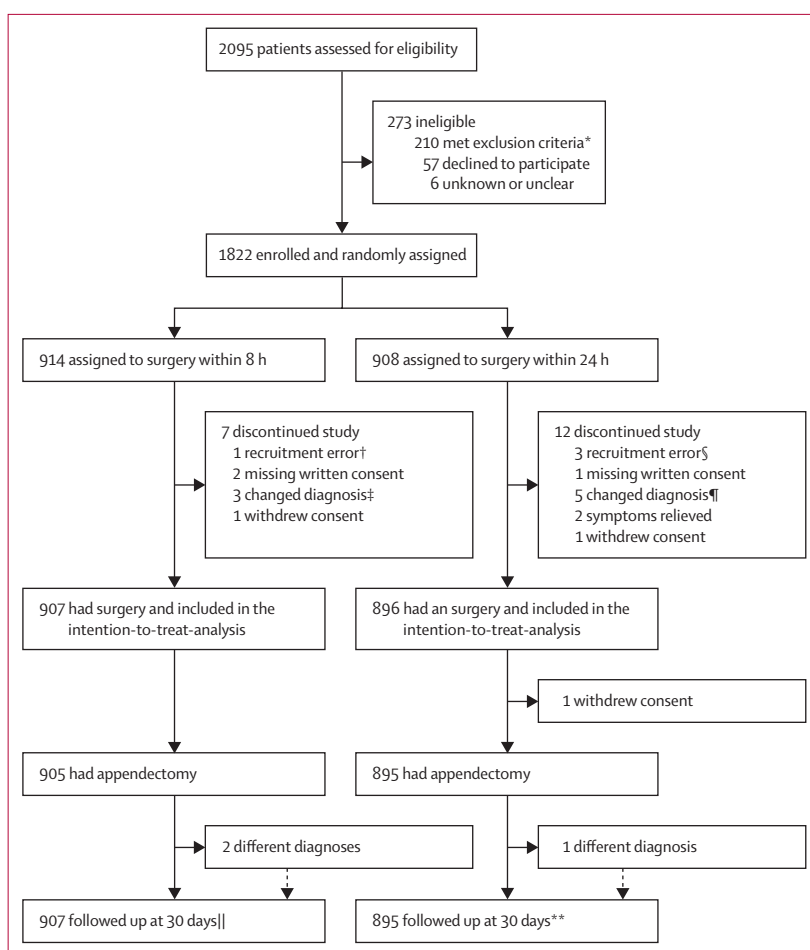 2095 patients assessed for eligibility
273 ineligible
210 met exclusion criteria*
57 declined to participate
6 unknown or unclear
1822 enrolled and randomly assigned
914 assigned to surgery within 8 h
908 assigned to surgery within 24 h
7 discontinued study
1 recruitment error†
2 missing written consent
3 changed diagnosis‡
1 withdrew consent
12 discontinued study
3 recruitment error§
1 missing written consent
5 changed diagnosis¶
2 symptoms relieved
1 withdrew consent
907 had surgery and included in the
intention-to-treat-analysis
896 had an surgery and included in the
intention-to-treat-analysis
1 withdrew consent
905 had appendectomy
895 had appendectomy
2 different diagnoses
1 different diagnosis
907 followed up at 30 days||
895 followed up at 30 days**